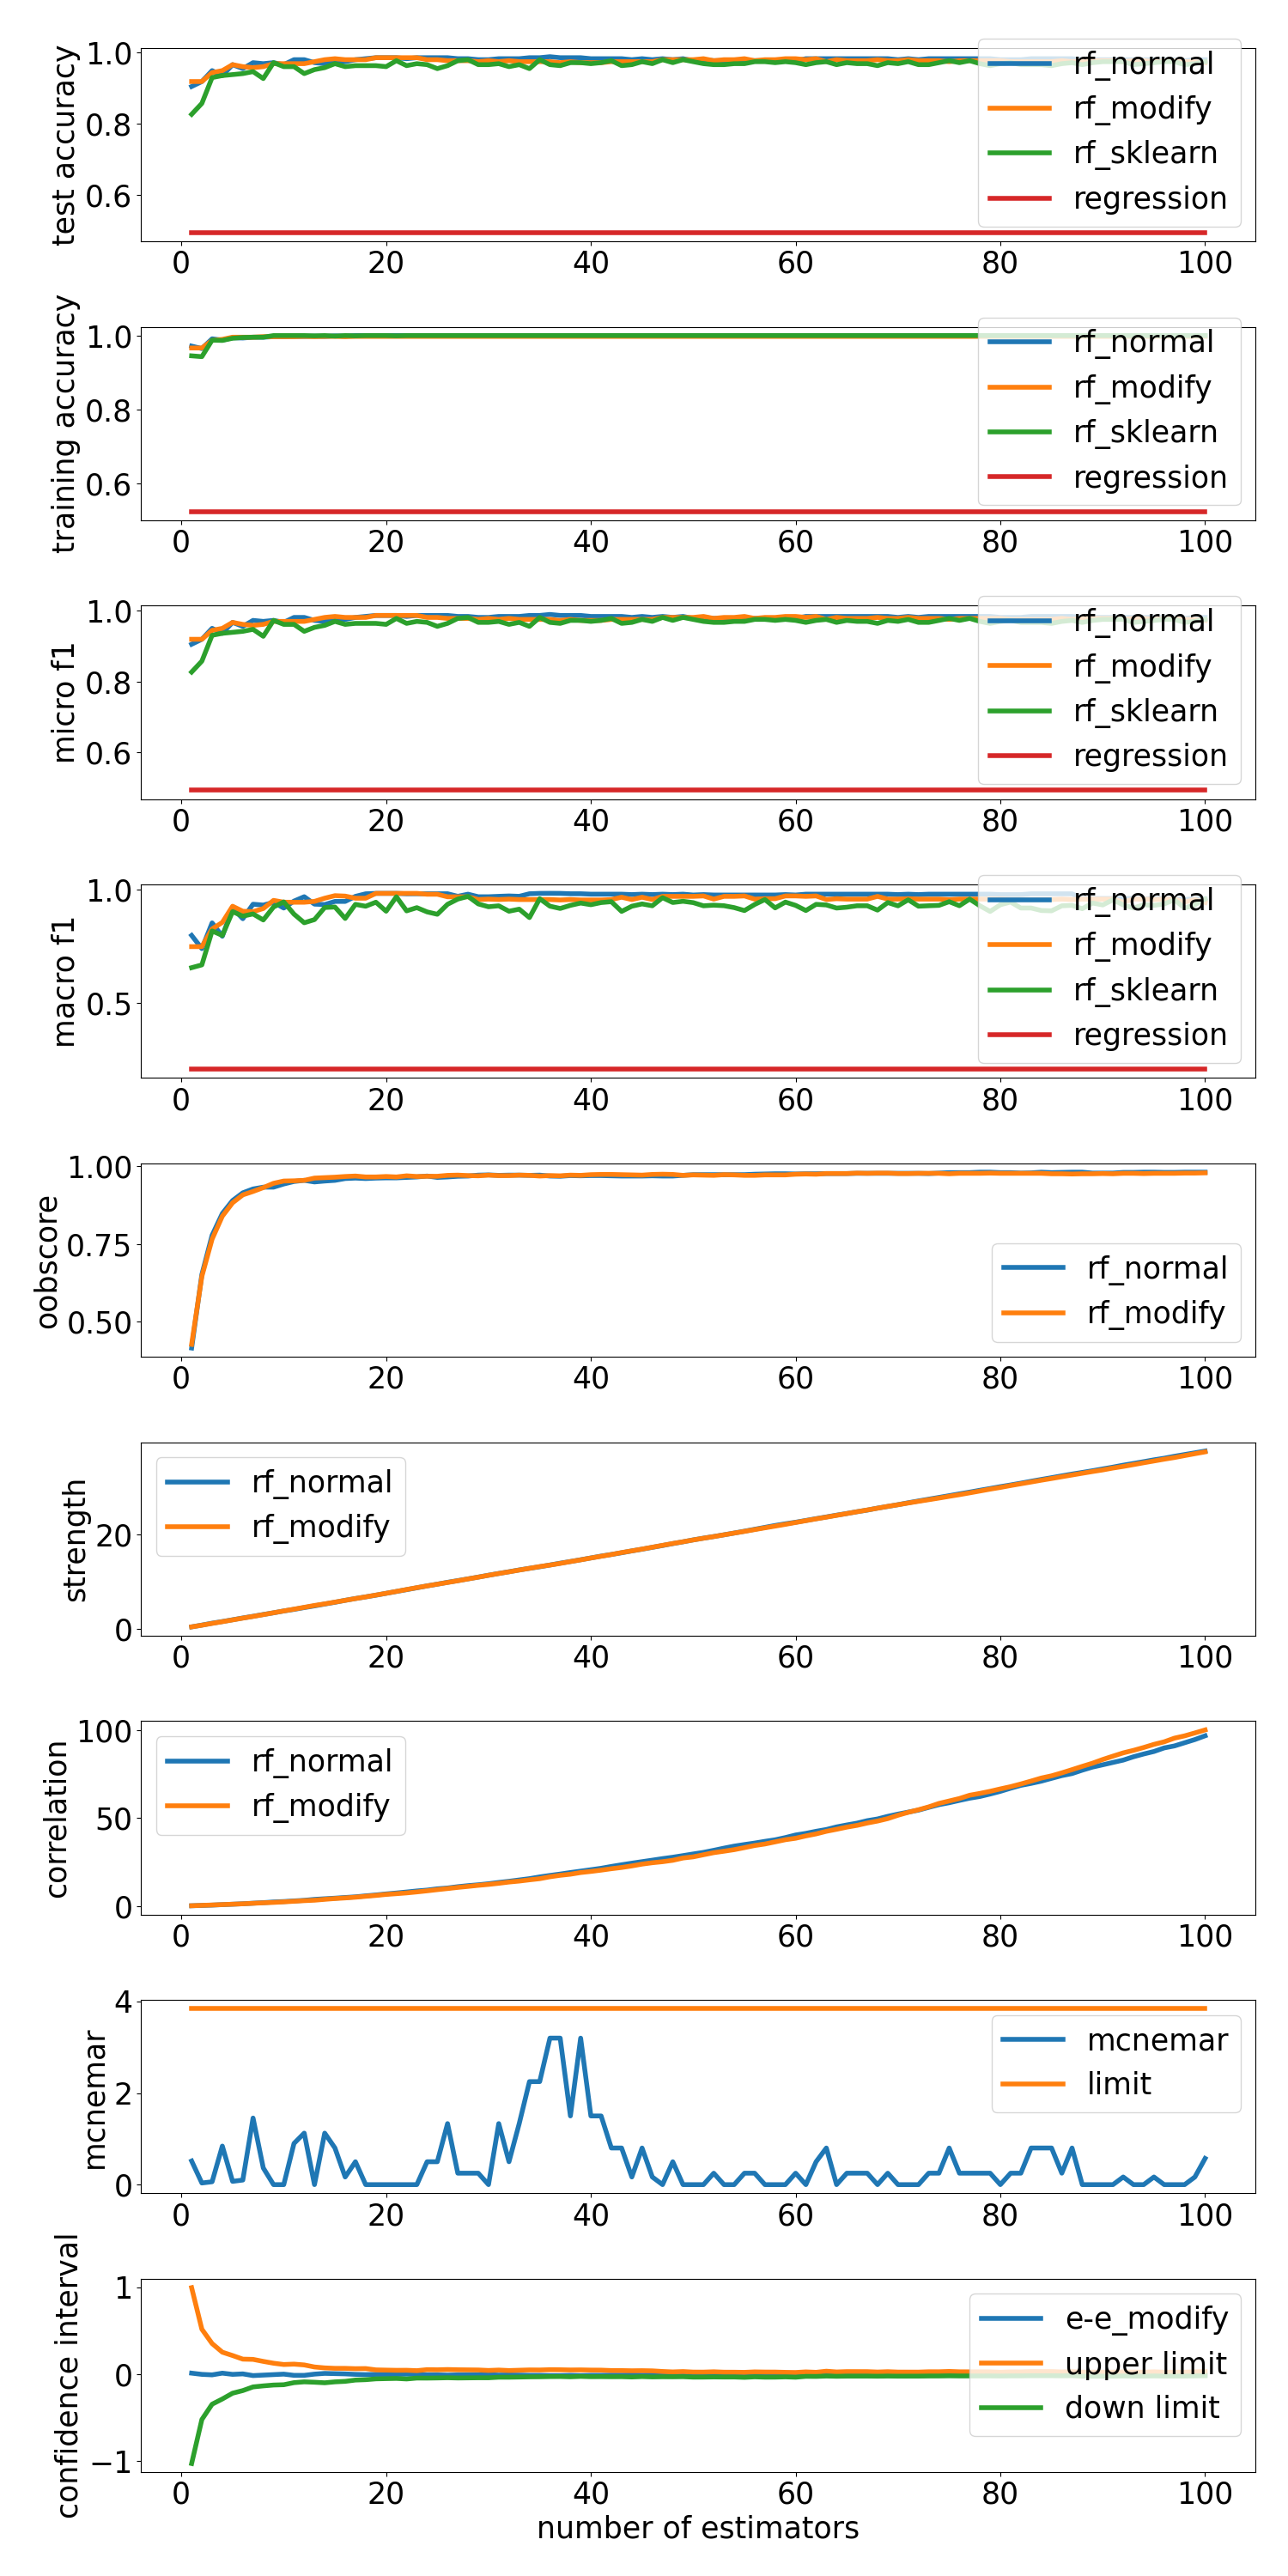 test accuracy
1.0
0.8
0.6
rf_normal
rf_modify
rf_sklearn
regression
0 20 40 60 80 100
training accuracy
1.0
0.8
0.6
rf_normal
rf_modify
rf_sklearn
regression
0 20 40 60 80 100
micro f1
1.0
0.8
0.6
rf_normal
rf_modify
rf_sklearn
regression
0 20 40 60 80 100
macro f1
1.0
0.5
rf_normal
rf_modify
rf_sklearn
regression
0 20 40 60 80 100
oobscore
1.00
0.75
0.50
rf_normal
rf_modify
0 20 40 60 80 100
strength
20
0
rf_normal
rf_modify
0 20 40 60 80 100
correlation
100
50
0
rf_normal
rf_modify
0 20 40 60 80 100
mcnemar
4
2
0
mcnemar
limit
0 20 40 60 80 100
confidence interval
1
0
−1
e-e_modify
upper limit
down limit
0 20 40 60 80 100
number of estimators